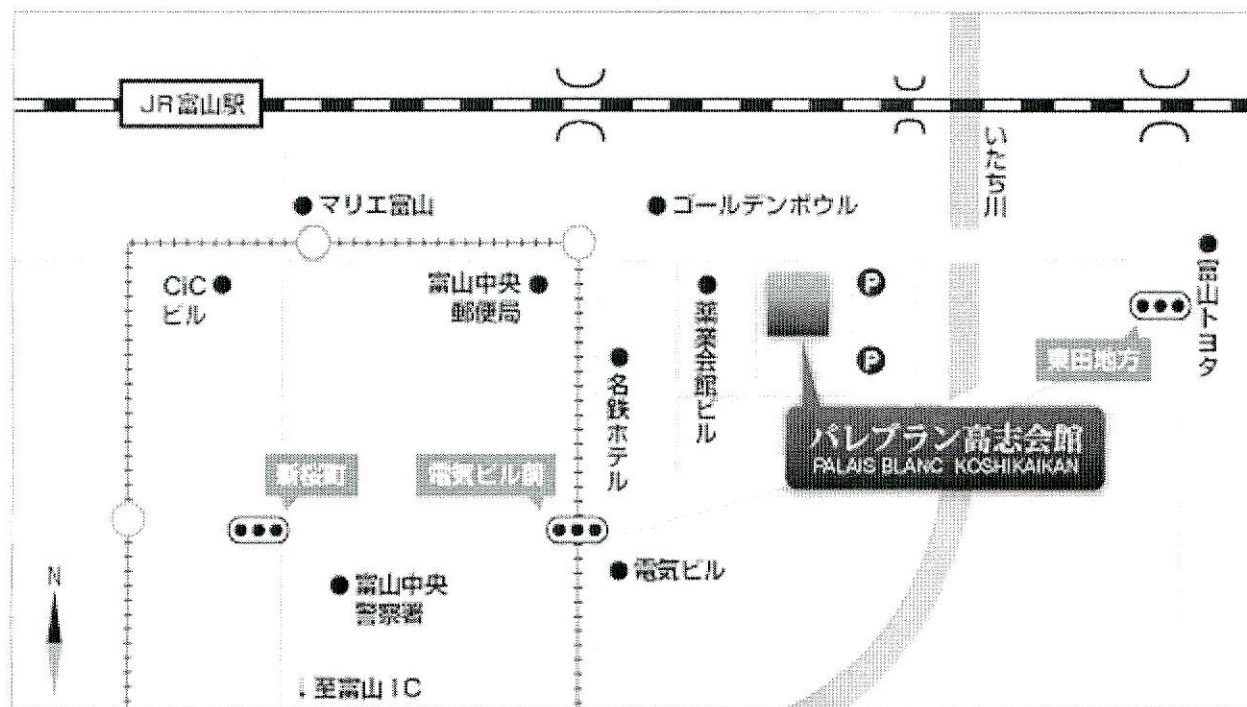 JR富山駅
いたち川
マリエ富山
ゴールデンボウル
CiC
ビル
富山中央
郵便局
薬業会館ビル
P
富山トヨタ
P
東田地方
名鉄ホテル
パレブラン高志会館
PALAIS BLANC KOSHIKAIKAN
新桜町
電気ビル前
電気ビル
N
富山中央
警察署
↓至富山IC